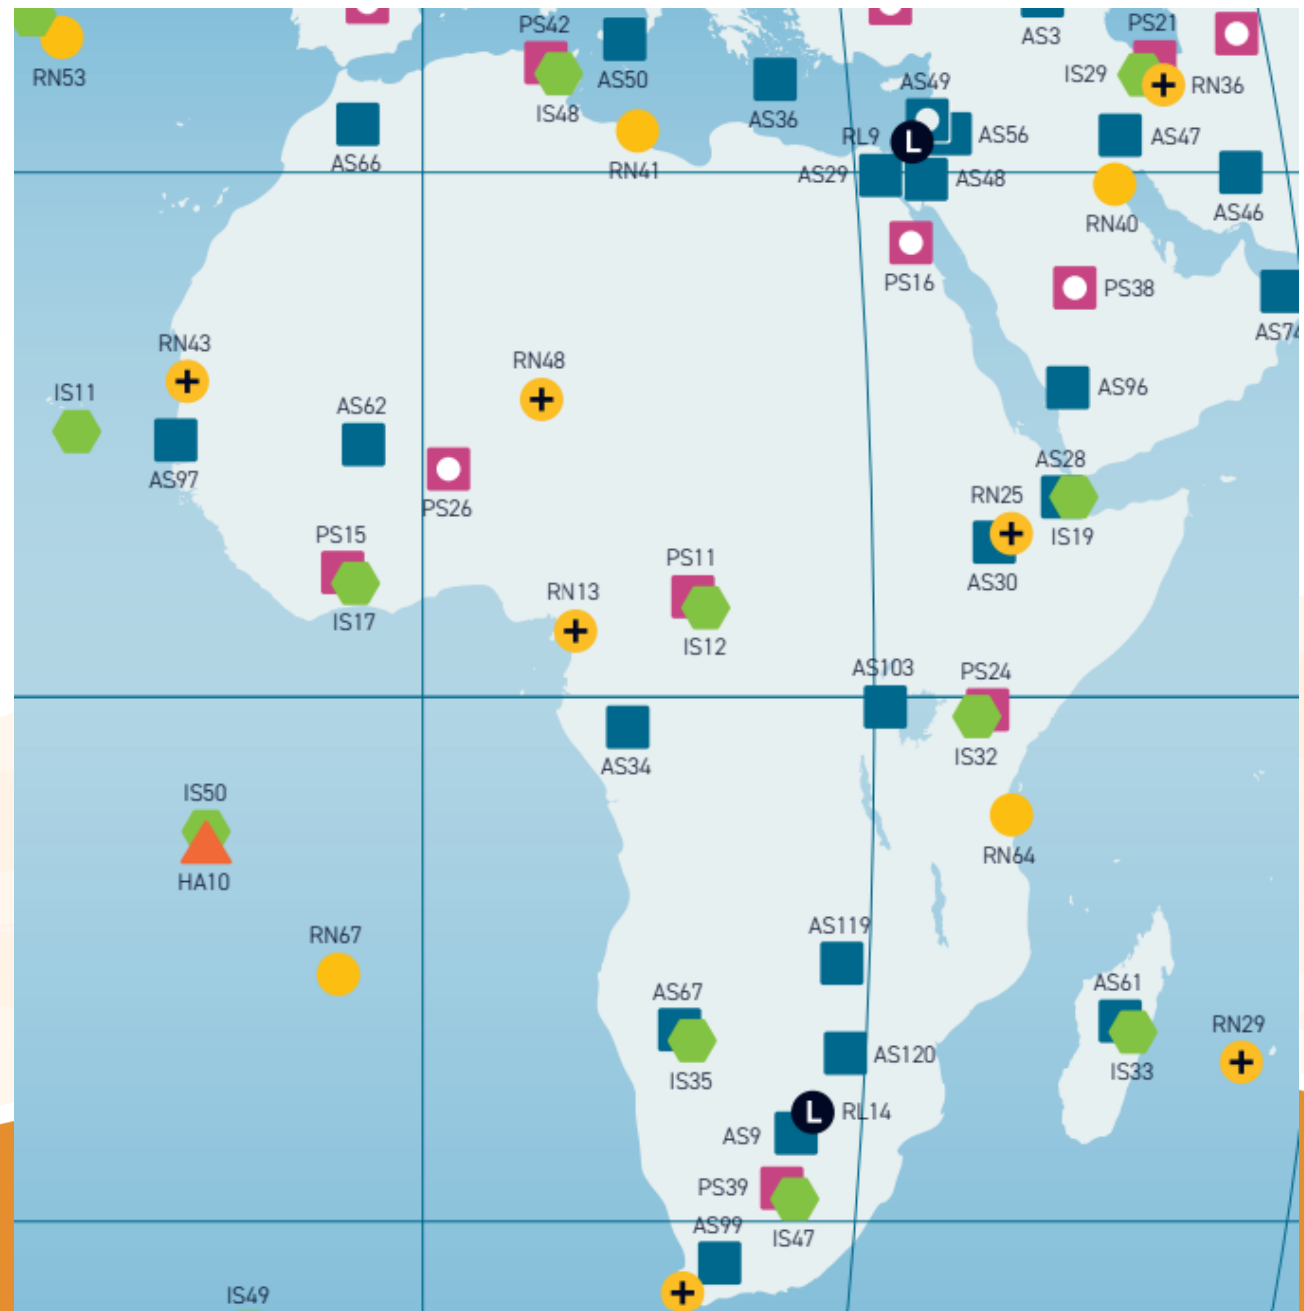 PS42
PS21
AS3
RN53
AS50
AS49
IS29
RN36
IS48
AS36
RL9
L
AS56
AS47
AS66
RN41
AS29
AS48
AS46
RN40
PS16
PS38
AS74
RN43
RN48
IS11
AS62
AS96
AS97
PS26
AS28
RN25
PS15
IS19
PS11
AS30
RN13
IS17
IS12
AS103
PS24
AS34
IS32
IS50
RN64
HA10
AS119
RN67
AS67
AS61
RN29
AS120
IS35
IS33
L
RL14
AS9
PS39
AS99
IS47
IS49